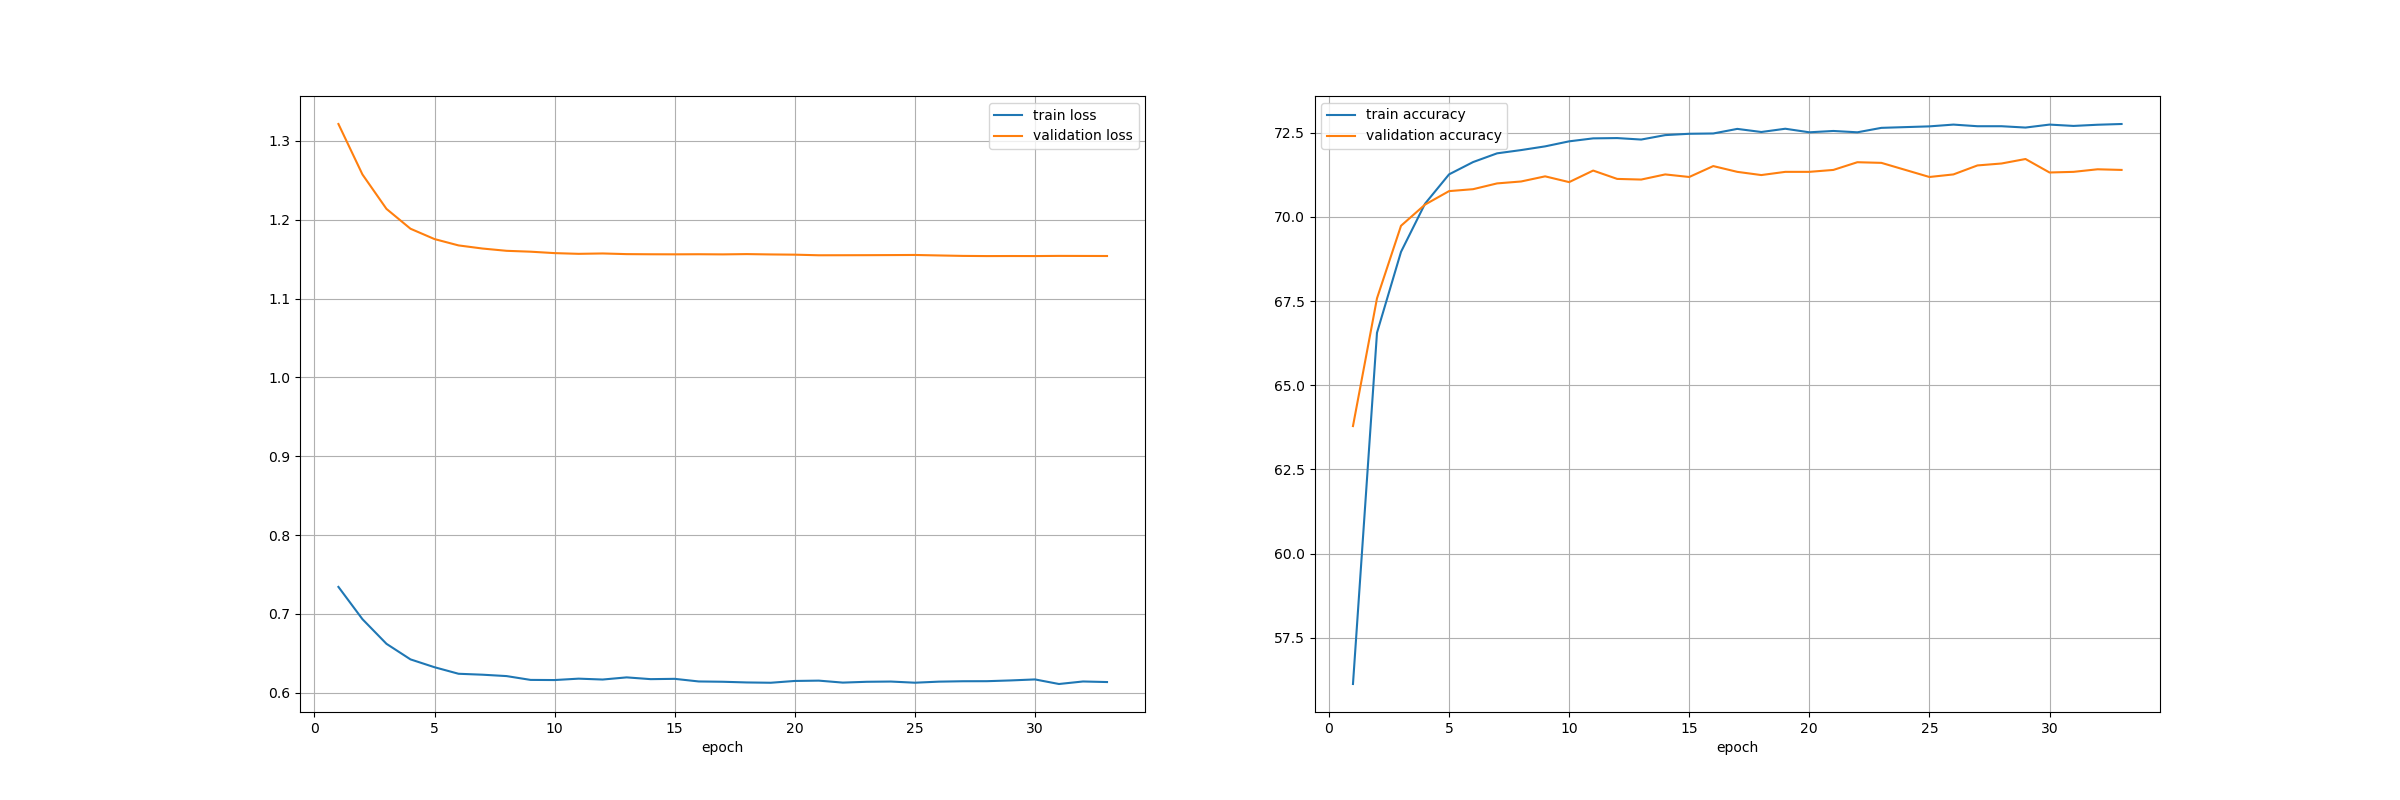 train loss
validation loss
1.3
1.2
1.1
1.0
0.9
0.8
0.7
0.6
0 5 10 15 20 25 30
epoch
train accuracy
validation accuracy
72.5
70.0
67.5
65.0
62.5
60.0
57.5
0 5 10 15 20 25 30
epoch